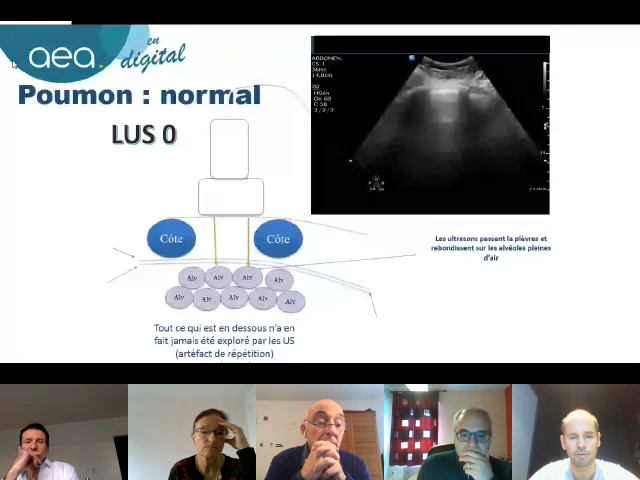 aea.
en
digital
Poumon : normal
LUS 0
ABDOMEN
Côte
Côte
Les ultrasons passant la plèvres et
rebondissent sur les alvéoles pleines
d'air
Alv
Alv
Alv
Alv
Alv
Alv
Alv
Alv
Alv
Tout ce qui est en dessous n'a en
fait jamais été exploré par les US
(artéfact de répétition)